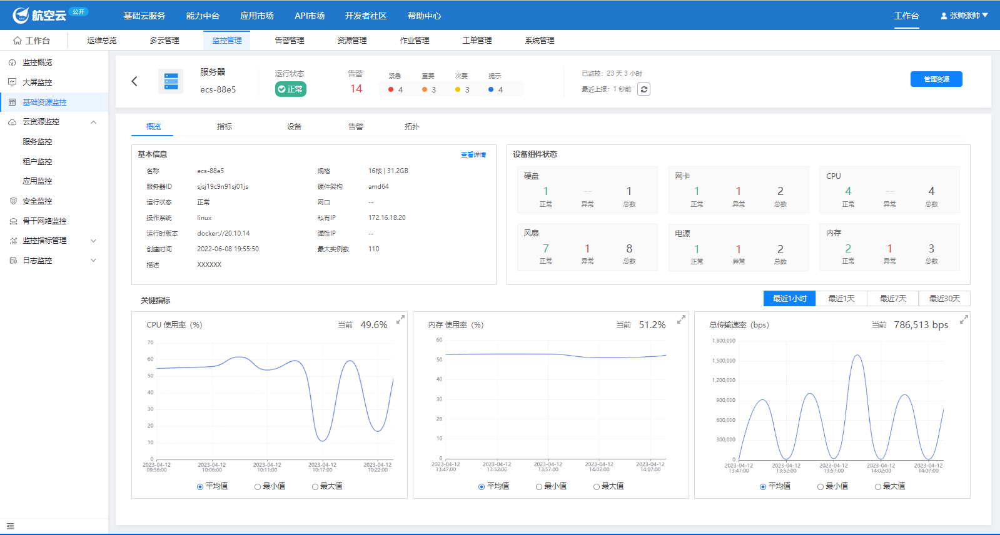 航空云 公开 基础云服务 能力中台 应用市场 API市场 开发者社区 帮助中心 工作台 张帅张帅
工作台 运维总览 多云管理 监控管理 告警管理 资源管理 作业管理 工单管理 系统管理
监控概览
大屏监控
基础资源监控
云资源监控
服务监控
租户监控
应用监控
安全监控
骨干网络监控
监控指标管理
日志监控
服务器
ecs-88e5
运行状态
正常
告警
14
紧急 重要 次要 提示
4 3 3 4
已监控：23 天 3 小时
最近上报：1 秒前
管理资源
概览 指标 设备 告警 拓扑
基本信息 查看详情
名称 ecs-88e5 规格 16核 | 31.2GB
服务器ID sjsj19c9n91sj01js 硬件架构 amd64
运行状态 正常 网口 --
操作系统 linux 私有IP 172.16.18.20
运行时版本 docker://20.10.14 弹性IP --
创建时间 2022-06-08 19:55:50 最大实例数 110
描述 XXXXXX
设备组件状态
硬盘
1 -- 1
正常 异常 总数
网卡
1 1 2
正常 异常 总数
CPU
4 -- 4
正常 异常 总数
风扇
7 1 8
正常 异常 总数
电源
1 1 2
正常 异常 总数
内存
2 1 3
正常 异常 总数
关键指标
最近1小时 最近1天 最近7天 最近30天
CPU 使用率（%） 当前 49.6%
70
60
50
40
30
20
10
0
2023-04-12 2023-04-12 2023-04-12 2023-04-12 2023-04-12
09:56:00 10:06:00 10:11:00 10:17:00 10:22:00
平均值 最小值 最大值
内存 使用率（%） 当前 51.2%
60
50
40
30
20
10
0
2023-04-12 2023-04-12 2023-04-12 2023-04-12 2023-04-12
13:47:00 13:52:00 13:57:00 14:02:00 14:07:00
平均值 最小值 最大值
总传输速率（bps） 当前 786,513 bps
1,800,000
1,500,000
1,200,000
900,000
600,000
300,000
0
2023-04-12 2023-04-12 2023-04-12 2023-04-12 2023-04-12
13:47:00 13:52:00 13:57:00 14:02:00 14:07:00
平均值 最小值 最大值